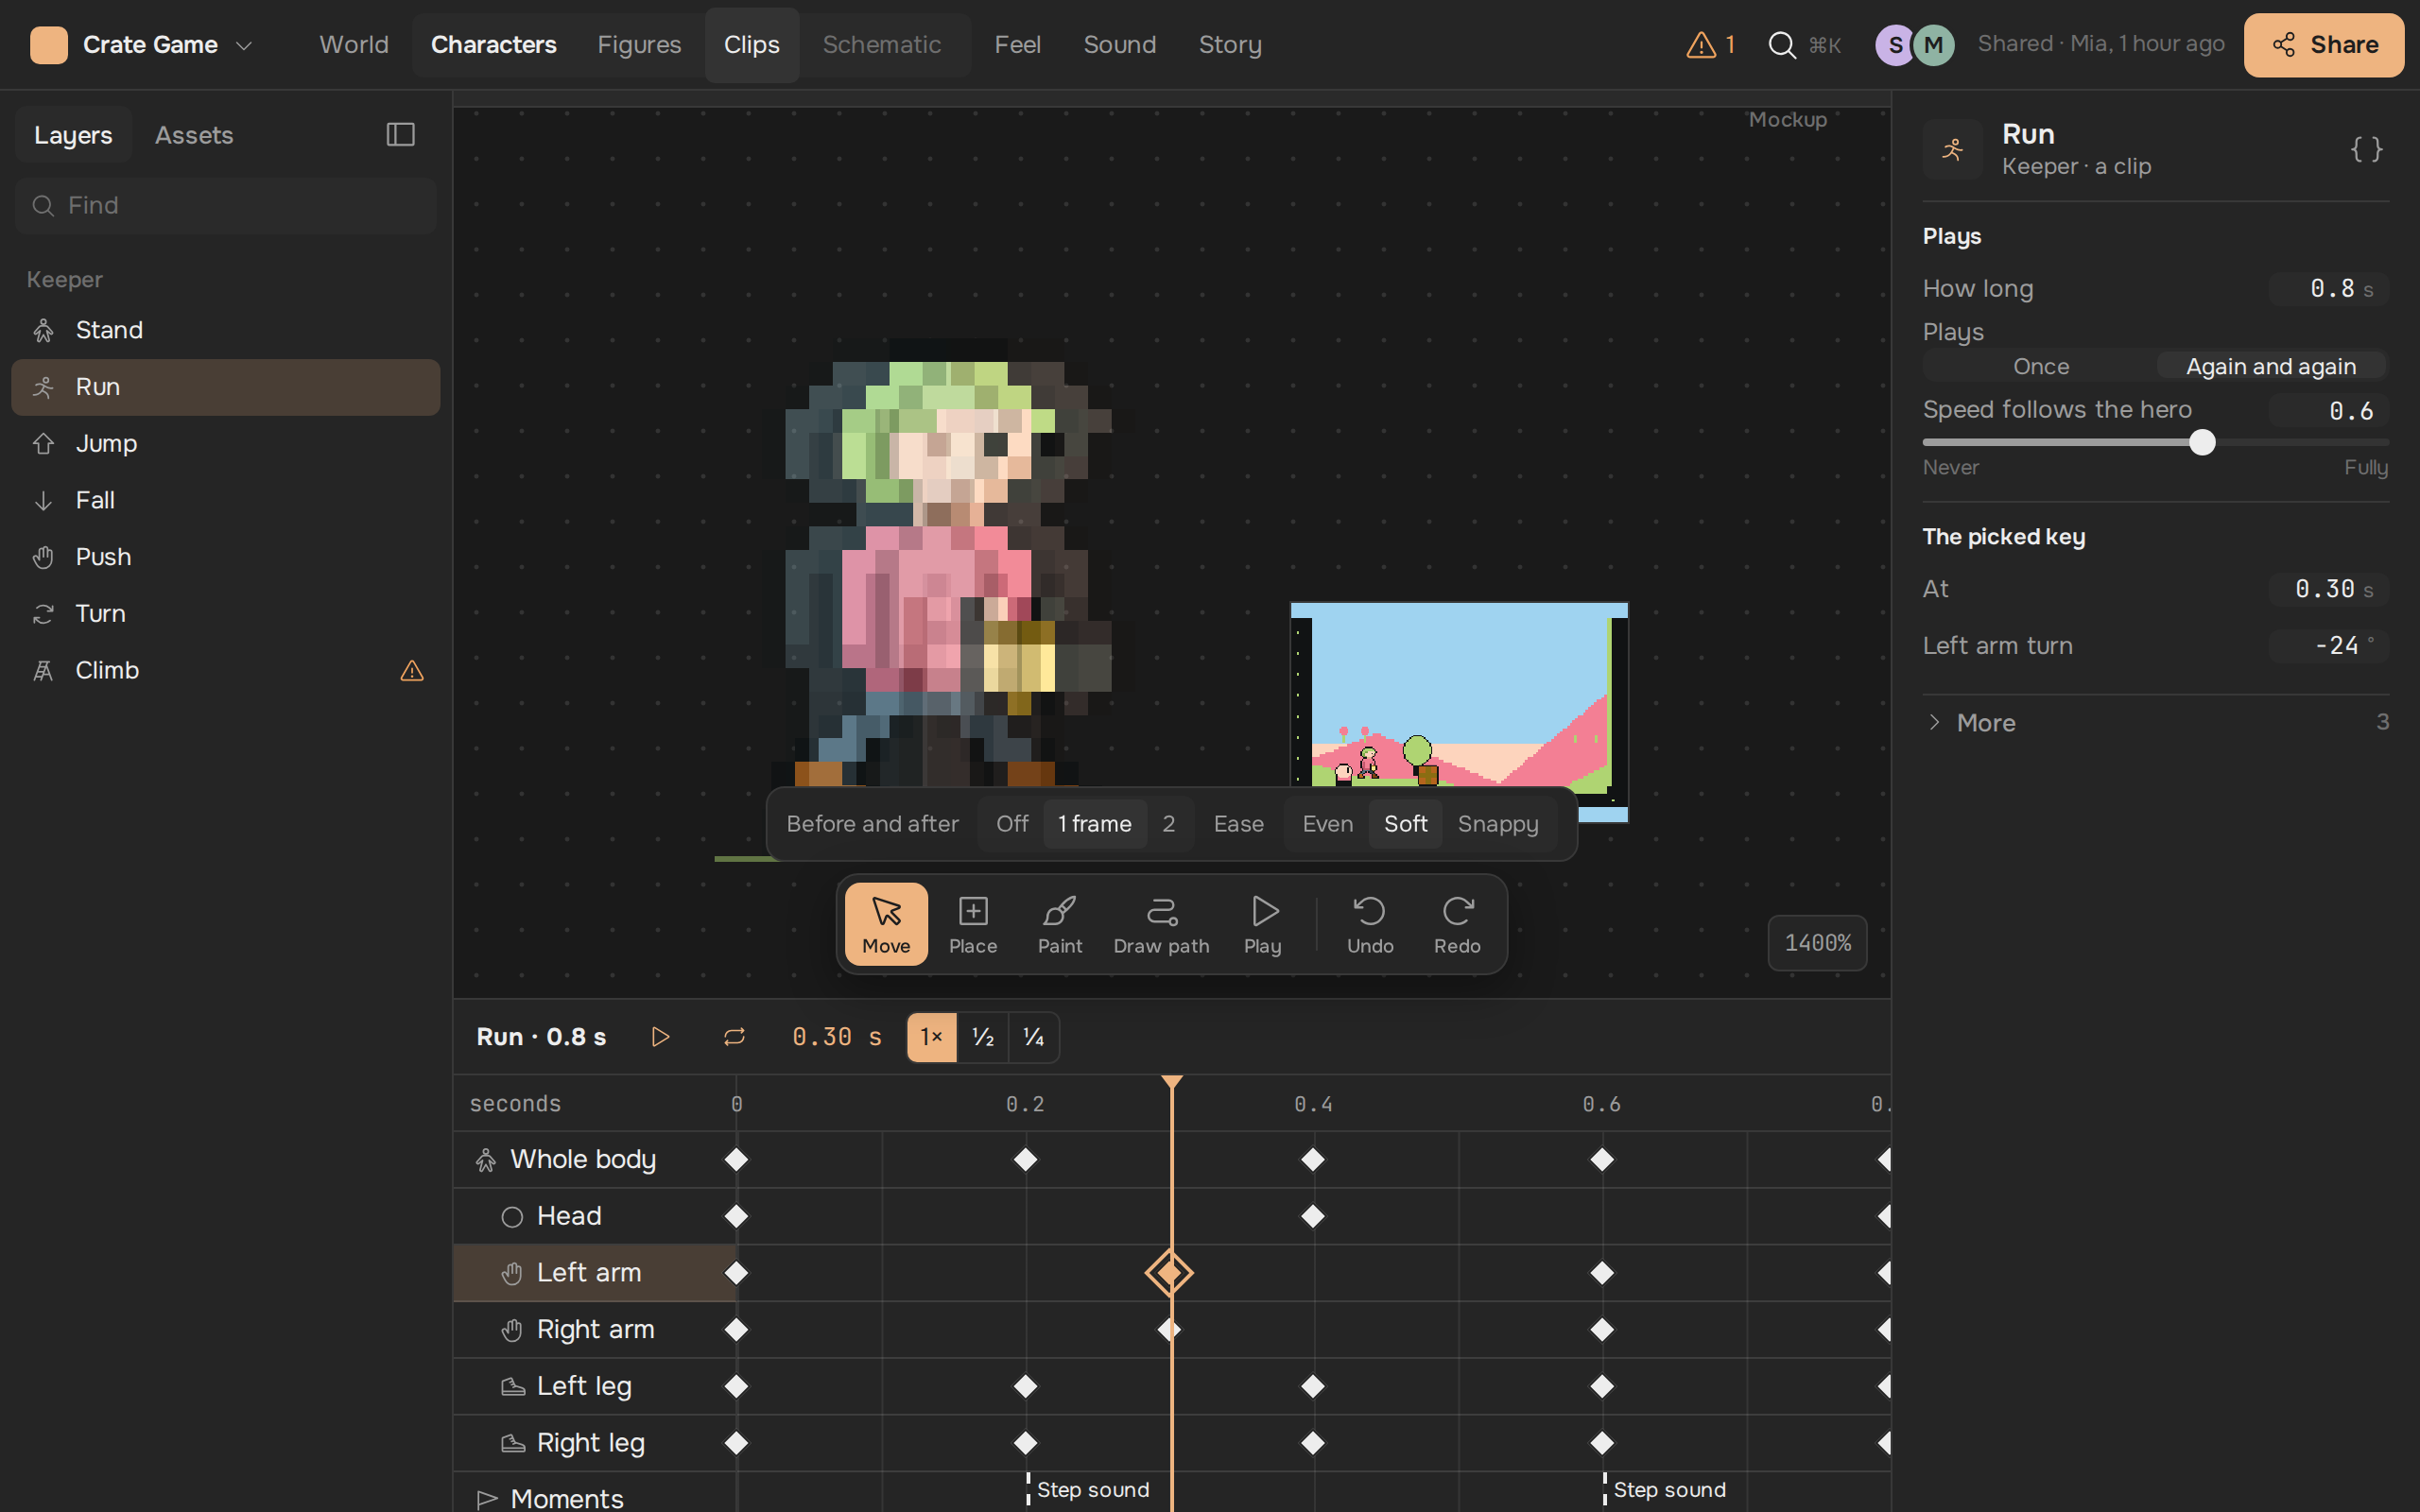 Crate Game World Characters Figures Clips Schematic Feel Sound Story 1 ⌘K S M Shared · Mia, 1 hour ago Share
Layers Assets
Find
Keeper
Stand
Run
Jump
Fall
Push
Turn
Climb
Mockup
Before and after Off 1 frame 2 Ease Even Soft Snappy
Move Place Paint Draw path Play Undo Redo
1400%
Run · 0.8 s 0.30 s 1× ½ ¼
seconds 0 0.2 0.4 0.6 0.
Whole body
Head
Left arm
Right arm
Left leg
Right leg
Moments Step sound Step sound
Run
Keeper · a clip
{ }
Plays
How long 0.8 s
Plays
Once Again and again
Speed follows the hero 0.6
Never Fully
The picked key
At 0.30 s
Left arm turn -24 °
More 3